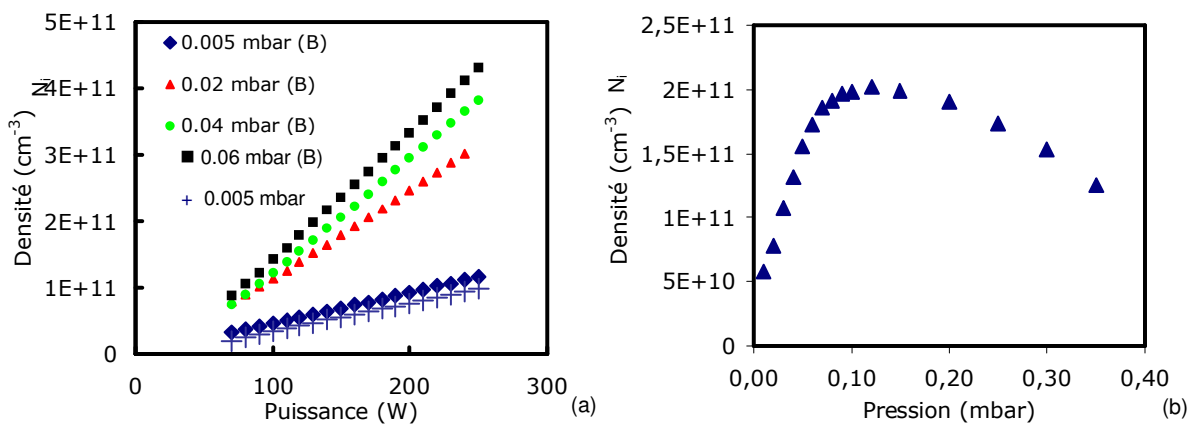 5E+11
4E+11
3E+11
2E+11
1E+11
0
0
100
200
300
Densité (cm⁻³) Nᵢ
Puissance (W)
0.005 mbar (B)
0.02 mbar (B)
0.04 mbar (B)
0.06 mbar (B)
0.005 mbar
(a)
2,5E+11
2E+11
1,5E+11
1E+11
5E+10
0
0,00
0,10
0,20
0,30
0,40
Densité (cm⁻³) Nᵢ
Pression (mbar)
(b)